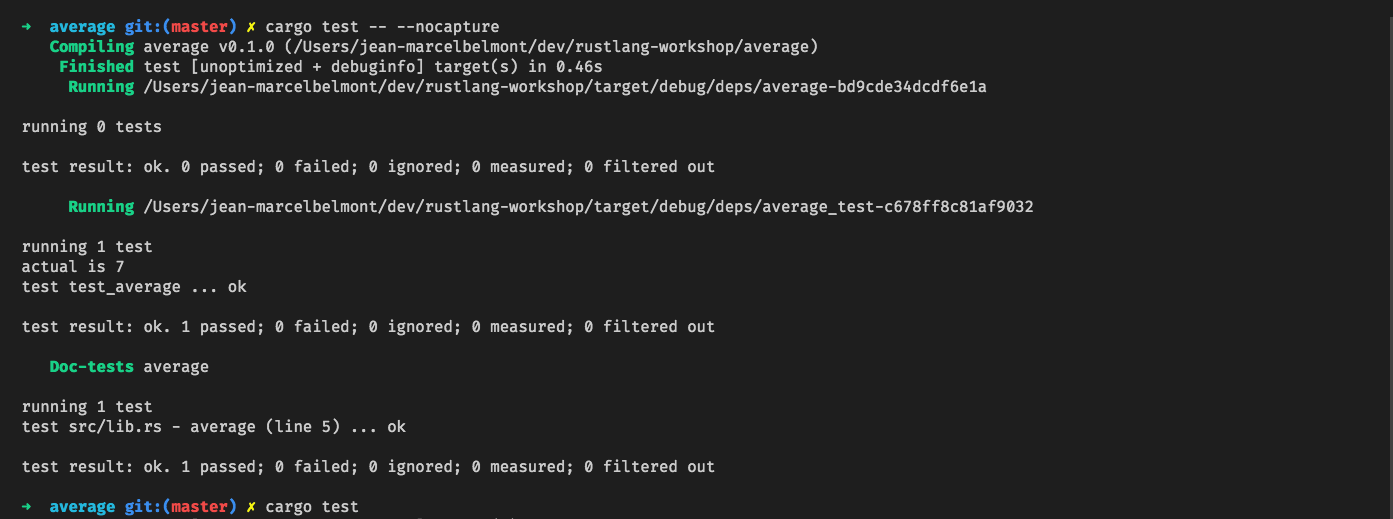 ➜  average git:(master) ✗ cargo test -- --nocapture
   Compiling average v0.1.0 (/Users/jean-marcelbelmont/dev/rustlang-workshop/average)
    Finished test [unoptimized + debuginfo] target(s) in 0.46s
     Running /Users/jean-marcelbelmont/dev/rustlang-workshop/target/debug/deps/average-bd9cde34dcdf6e1a
running 0 tests
test result: ok. 0 passed; 0 failed; 0 ignored; 0 measured; 0 filtered out
     Running /Users/jean-marcelbelmont/dev/rustlang-workshop/target/debug/deps/average_test-c678ff8c81af9032
running 1 test
actual is 7
test test_average ... ok
test result: ok. 1 passed; 0 failed; 0 ignored; 0 measured; 0 filtered out
   Doc-tests average
running 1 test
test src/lib.rs - average (line 5) ... ok
test result: ok. 1 passed; 0 failed; 0 ignored; 0 measured; 0 filtered out
➜  average git:(master) ✗ cargo test